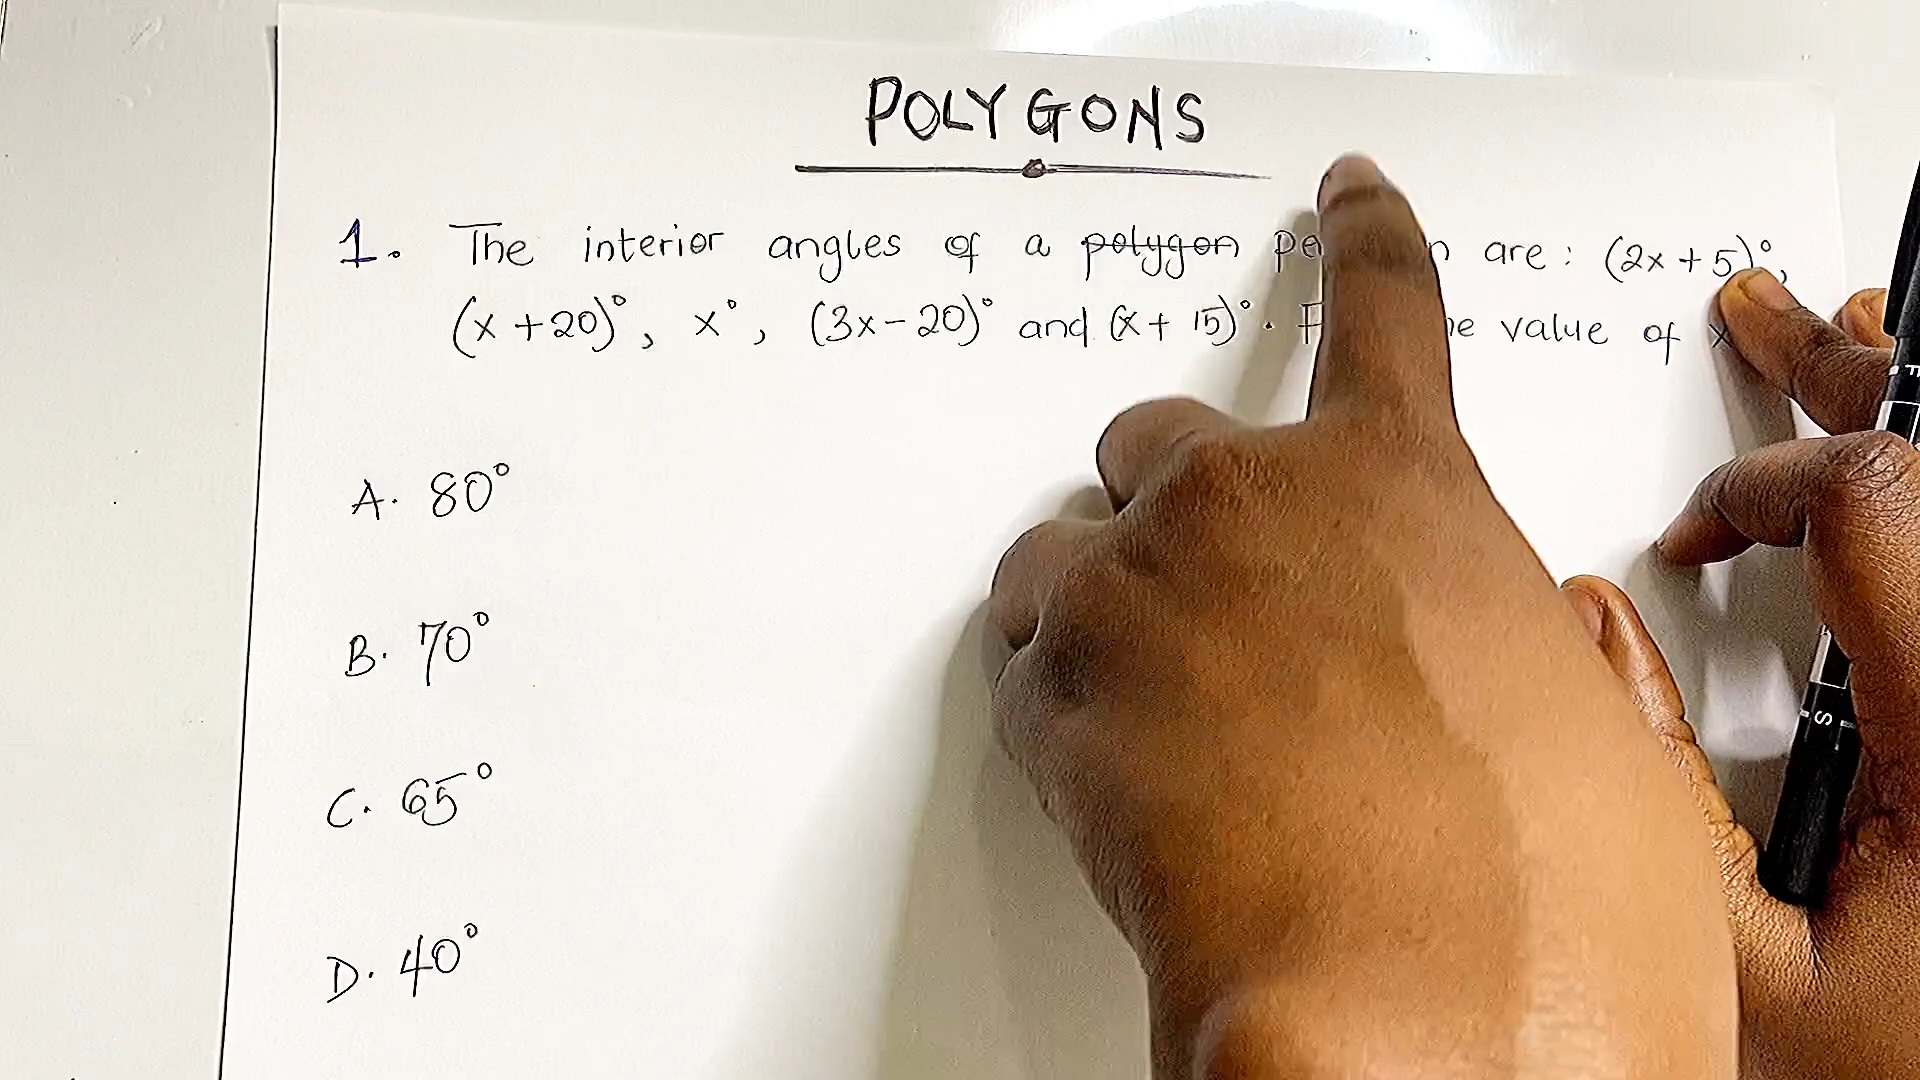 POLYGONS
1. The interior angles of a polygon are: (2x + 5)°,
(x + 20)°, x°, (3x - 20)° and (x + 15)°. value of x
A. 80°
B. 70°
C. 65°
D. 40°